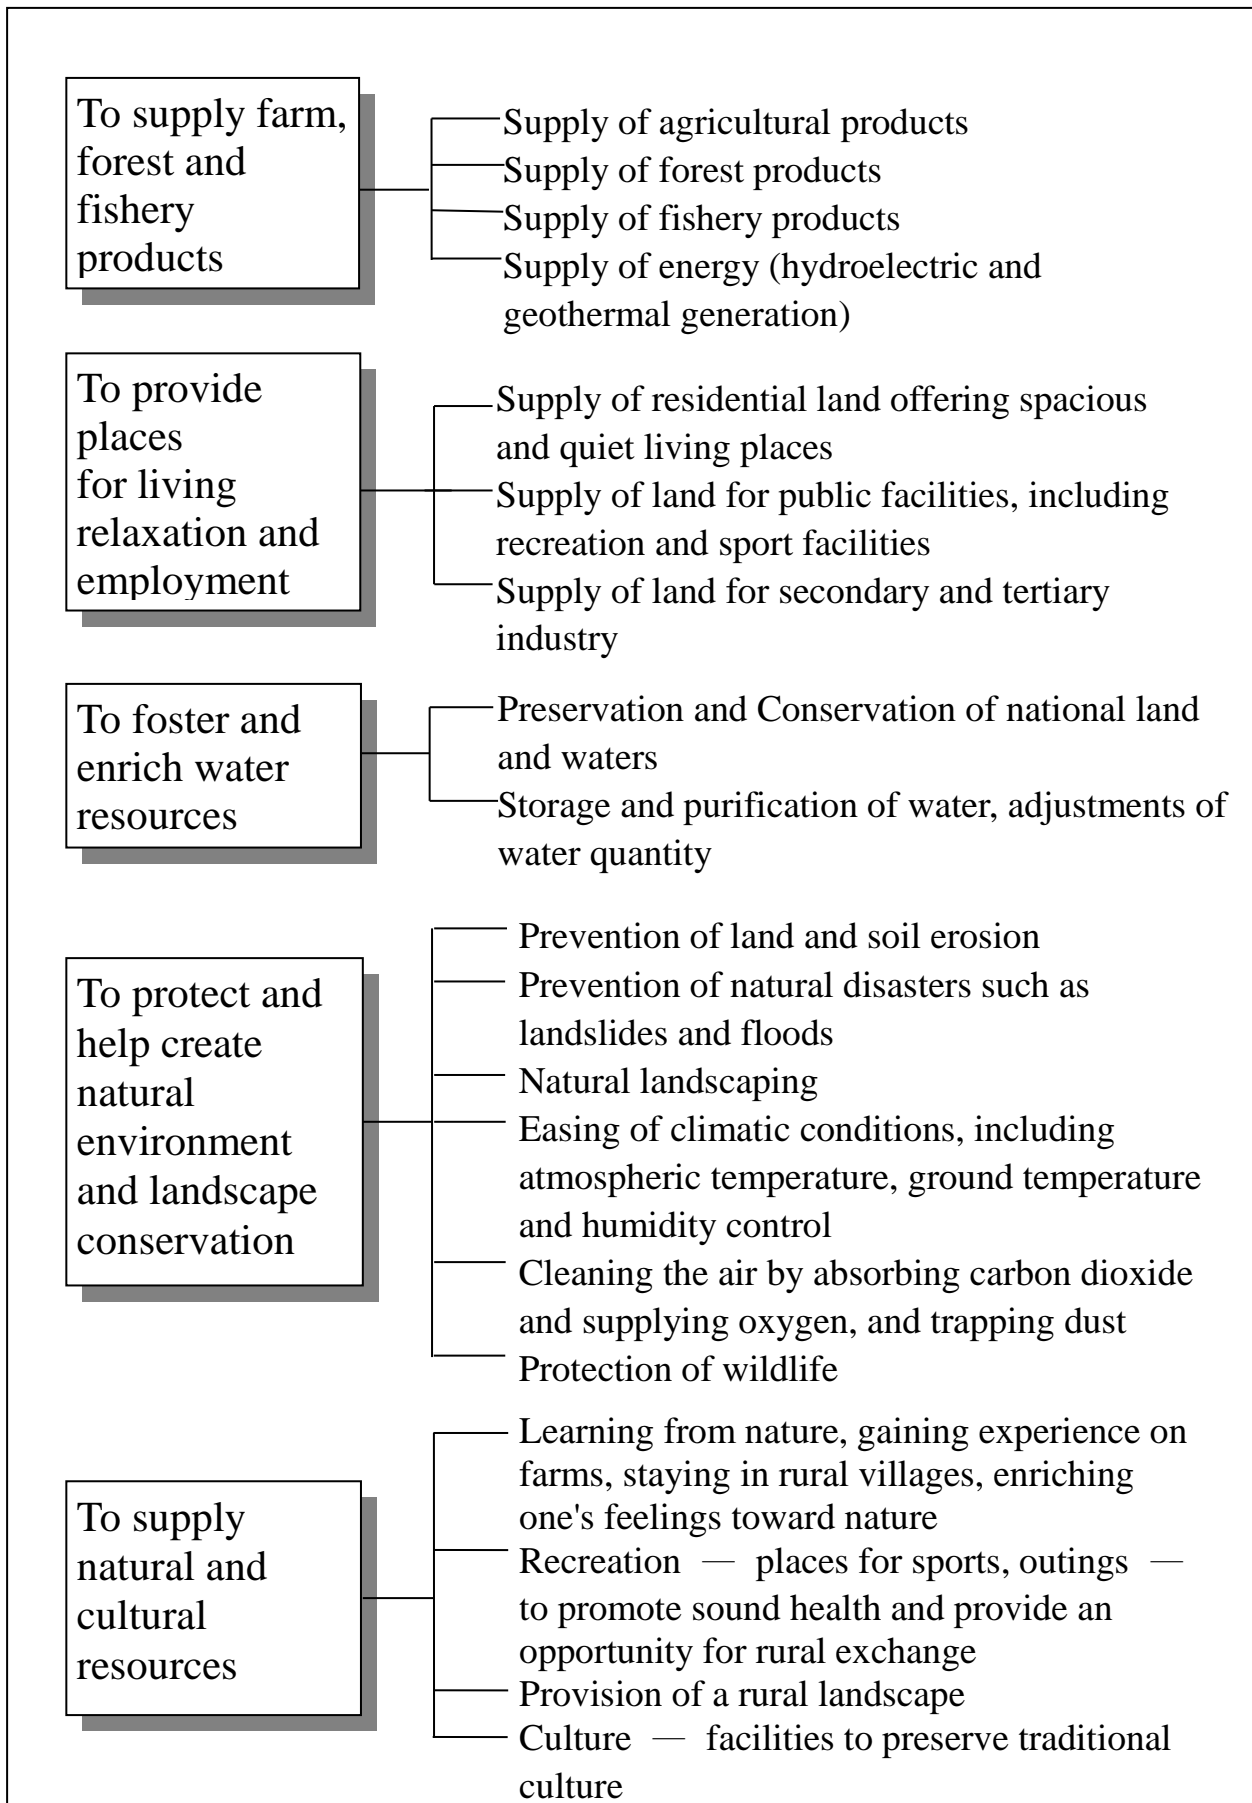 To supply farm,
forest and
fishery
products
Supply of agricultural products
Supply of forest products
Supply of fishery products
Supply of energy (hydroelectric and
geothermal generation)
To provide
places
for living
relaxation and
employment
Supply of residential land offering spacious
and quiet living places
Supply of land for public facilities, including
recreation and sport facilities
Supply of land for secondary and tertiary
industry
To foster and
enrich water
resources
Preservation and Conservation of national land
and waters
Storage and purification of water, adjustments of
water quantity
To protect and
help create
natural
environment
and landscape
conservation
Prevention of land and soil erosion
Prevention of natural disasters such as
landslides and floods
Natural landscaping
Easing of climatic conditions, including
atmospheric temperature, ground temperature
and humidity control
Cleaning the air by absorbing carbon dioxide
and supplying oxygen, and trapping dust
Protection of wildlife
To supply
natural and
cultural
resources
Learning from nature, gaining experience on
farms, staying in rural villages, enriching
one's feelings toward nature
Recreation — places for sports, outings —
to promote sound health and provide an
opportunity for rural exchange
Provision of a rural landscape
Culture — facilities to preserve traditional
culture